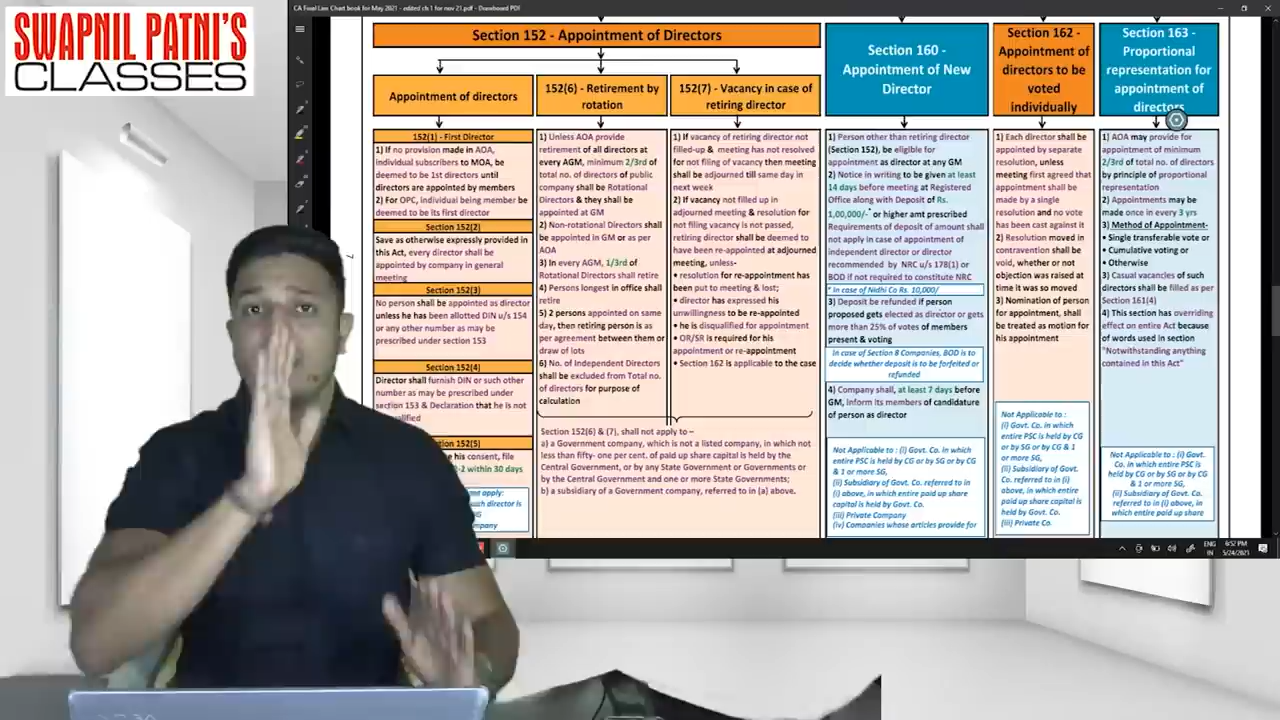 SWAPNIL PATNI'S
CLASSES
CA Final Law Chart book for May 2021 - edited ch 1 for nov 21.pdf - Drawboard PDF
Section 152 - Appointment of Directors
Appointment of directors
152(1) - First Director
1) If no provision made in AOA,
individual subscribers to MOA, be
deemed to be 1st directors until
directors are appointed by members
2) For OPC, individual being member be
deemed to be its first director
Section 152(2)
Save as otherwise expressly provided in
this Act, every director shall be
appointed by company in general
meeting
Section 152(3)
No person shall be appointed as director
unless he has been allotted DIN u/s 154
or any other number as may be
prescribed under section 153
Section 152(4)
Director shall furnish DIN or such other
number as may be prescribed under
section 153 & Declaration that he is not
ion 152(5)
he his consent, file
2-2 within 30 days
not apply:
uch director is
mpany
152(6) - Retirement by
rotation
1) Unless AOA provide
retirement of all directors at
every AGM, minimum 2/3rd of
total no. of directors of public
company shall be Rotational
Directors & they shall be
appointed at GM
2) Non-rotational Directors shall
be appointed in GM or as per
AOA
3) In every AGM, 1/3rd of
Rotational Directors shall retire
4) Persons longest in office shall
retire
5) 2 persons appointed on same
day, then retiring person is as
per agreement between them or
draw of lots
6) No. of Independent Directors
shall be excluded from Total no.
of directors for purpose of
calculation
152(7) - Vacancy in case of
retiring director
1) If vacancy of retiring director not
filled-up & meeting has not resolved
for not filing of vacancy then meeting
shall be adjourned till same day in
next week
2) If vacancy not filled up in
adjourned meeting & resolution for
not filling vacancy is not passed,
retiring director shall be deemed to
have been re-appointed at adjourned
meeting, unless-
• resolution for re-appointment has
been put to meeting & lost;
• director has expressed his
unwillingness to be re-appointed
• he is disqualified for appointment
• OR/SR is required for his
appointment or re-appointment
• Section 162 is applicable to the case
Section 152(6) & (7), shall not apply to –
a) a Government company, which is not a listed company, in which not
less than fifty- one per cent. of paid up share capital is held by the
Central Government, or by any State Government or Governments or
by the Central Government and one or more State Governments;
b) a subsidiary of a Government company, referred to in (a) above.
Section 160 -
Appointment of New
Director
1) Person other than retiring director
(Section 152), be eligible for
appointment as director at any GM
2) Notice in writing to be given at least
14 days before meeting at Registered
Office along with Deposit of Rs.
1,00,000/-* or higher amt prescribed
Requirements of deposit of amount shall
not apply in case of appointment of
independent director or director
recommended by NRC u/s 178(1) or
BOD if not required to constitute NRC
* In case of Nidhi Co Rs. 10,000/
3) Deposit be refunded if person
proposed gets elected as director or gets
more than 25% of votes of members
present & voting
In case of Section 8 Companies, BOD is to
decide whether deposit is to be forfeited or
refunded
4) Company shall, at least 7 days before
GM, inform its members of candidature
of person as director
Not Applicable to : (i) Govt. Co. in which
entire PSC is held by CG or by SG or by CG
& 1 or more SG,
(ii) Subsidiary of Govt. Co. referred to in
(i) above, in which entire paid up share
capital is held by Govt. Co.
(iii) Private Company
(iv) Companies whose articles provide for
Section 162 -
Appointment of
directors to be
voted
individually
1) Each director shall be
appointed by separate
resolution, unless
meeting first agreed that
appointment shall be
made by a single
resolution and no vote
has been cast against it
2) Resolution moved in
contravention shall be
void, whether or not
objection was raised at
time it was so moved
3) Nomination of person
for appointment, shall
be treated as motion for
his appointment
Not Applicable to :
(i) Govt. Co. in which
entire PSC is held by CG
or by SG or by CG & 1
or more SG,
(ii) Subsidiary of Govt.
Co. referred to in (i)
above, in which entire
paid up share capital is
held by Govt. Co.
(iii) Private Co.
Section 163 -
Proportional
representation for
appointment of
directors
1) AOA may provide for
appointment of minimum
2/3rd of total no. of directors
by principle of proportional
representation
2) Appointments may be
made once in every 3 yrs
3) Method of Appointment-
• Single transferable vote or
• Cumulative voting or
• Otherwise
3) Casual vacancies of such
directors shall be filled as per
Section 161(4)
4) This section has overriding
effect on entire Act because
of words used in section
"Notwithstanding anything
contained in this Act"
Not Applicable to : (i) Govt.
Co. in which entire PSC is
held by CG or by SG or by CG
& 1 or more SG,
(ii) Subsidiary of Govt. Co.
referred to in (i) above, in
which entire paid up share
ENG
IN
6:52 PM
5/24/2021